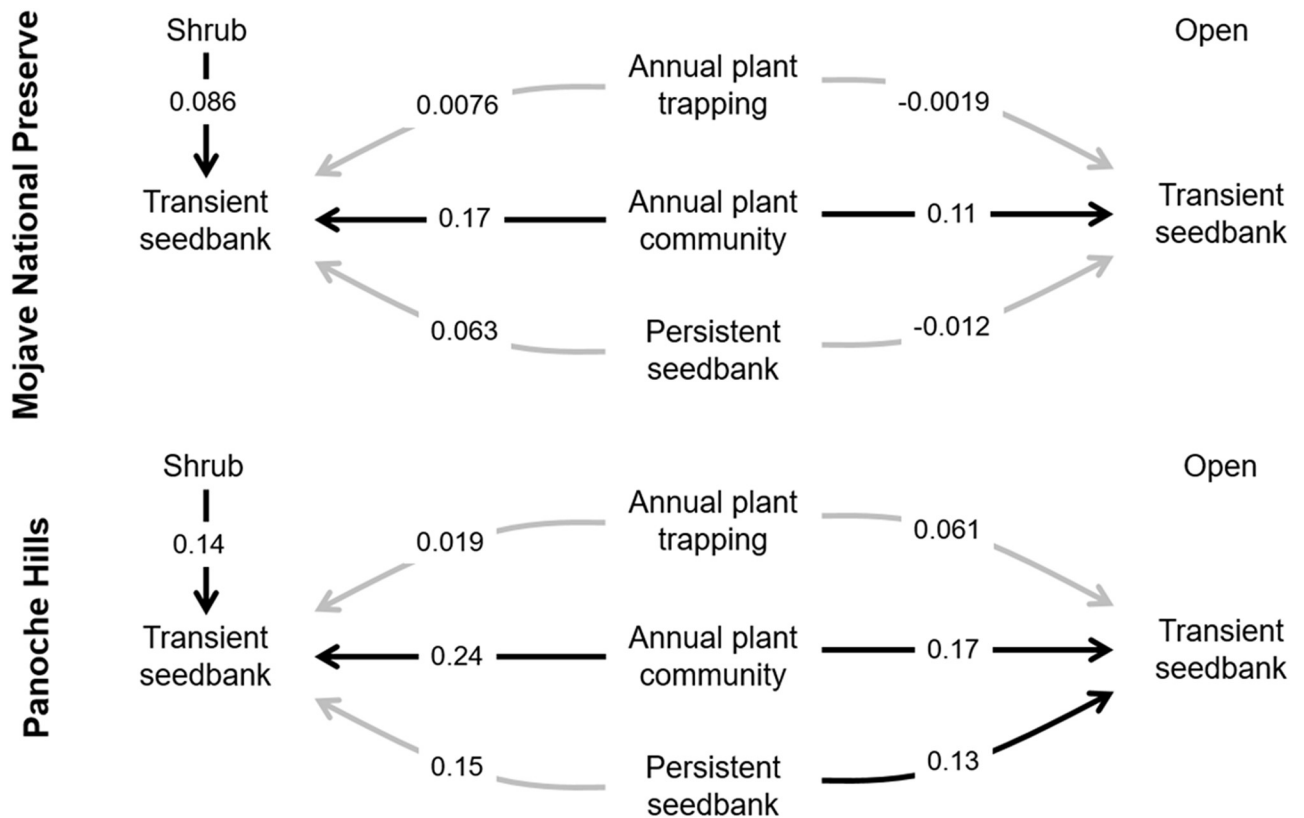 Mojave National Preserve
Shrub
Open
0.086
Annual plant
trapping
0.0076
-0.0019
Transient
seedbank
0.17
Annual plant
community
0.11
Transient
seedbank
0.063
Persistent
seedbank
-0.012
Panoche Hills
Shrub
Open
0.14
Annual plant
trapping
0.019
0.061
Transient
seedbank
0.24
Annual plant
community
0.17
Transient
seedbank
0.15
Persistent
seedbank
0.13